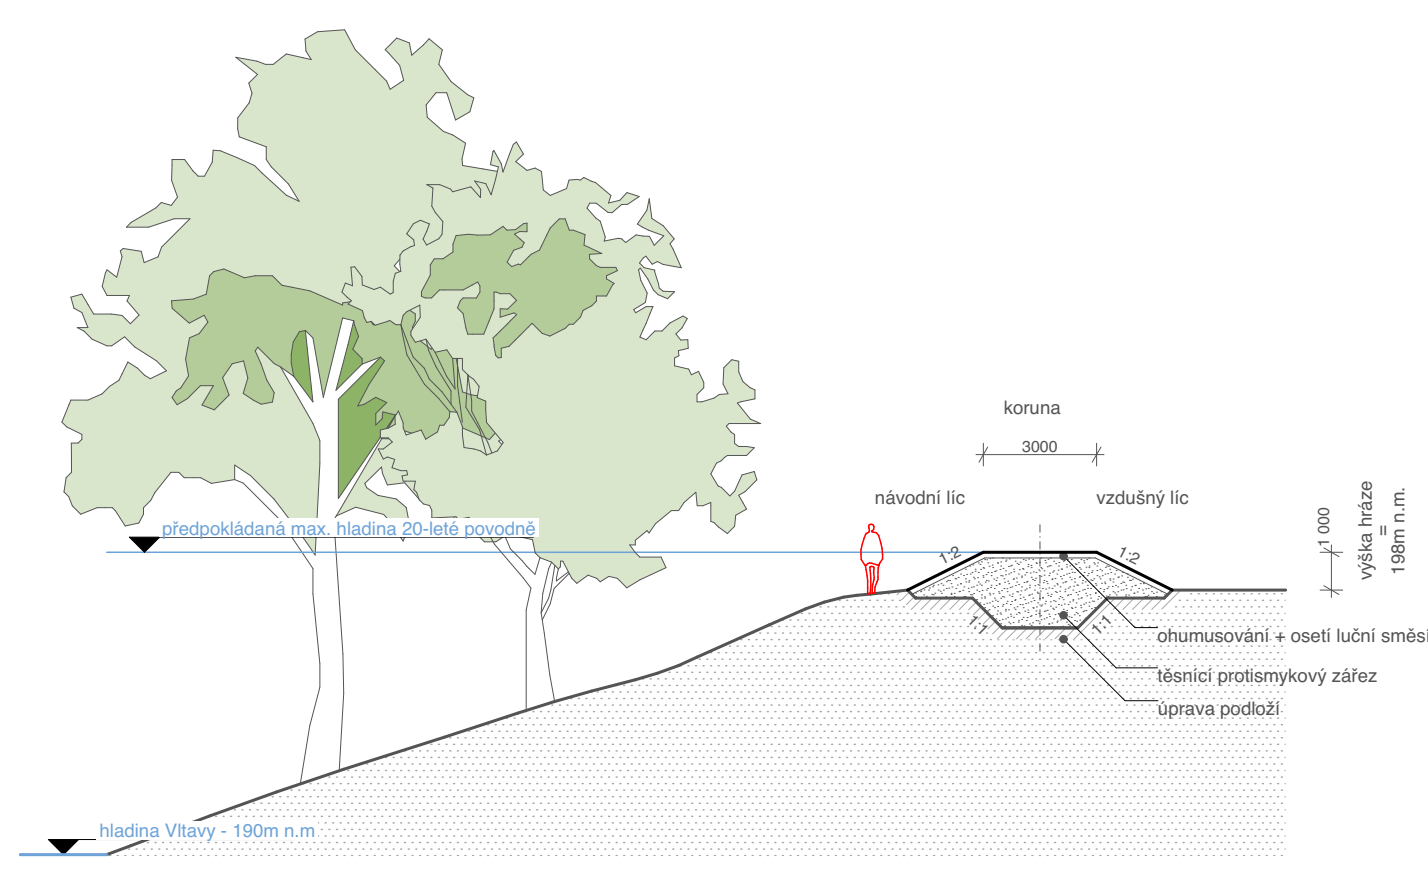 koruna
3000
návodní líc
vzdušný líc
předpokládaná max. hladina 20-leté povodně
1:2
1:2
1 000
výška hráze
=
198m n.m.
1:1
1:1
ohumusování + osetí luční směsí
těsnící protismykový zářez
úprava podloží
hladina Vltavy - 190m n.m